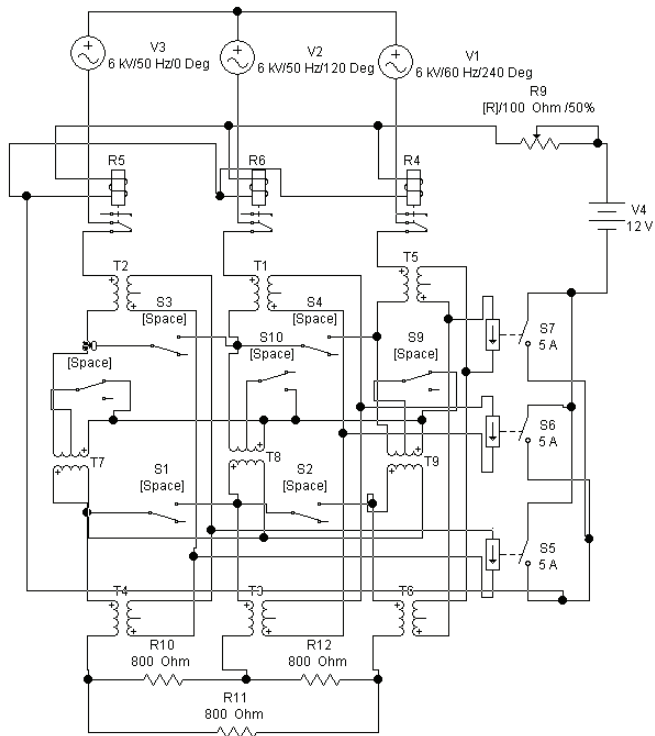 V3
6 kV/50 Hz/0 Deg
V2
6 kV/50 Hz/120 Deg
V1
6 kV/60 Hz/240 Deg
R9
[R]/100 Ohm /50%
R5
R6
R4
V4
12 V
T2
T1
T5
S3
[Space]
S4
[Space]
S7
5 A
[Space]
S10
[Space]
S9
[Space]
S6
5 A
T7
T8
T9
S1
[Space]
S2
[Space]
S5
5 A
T4
T3
T6
R10
800 Ohm
R12
800 Ohm
R11
800 Ohm